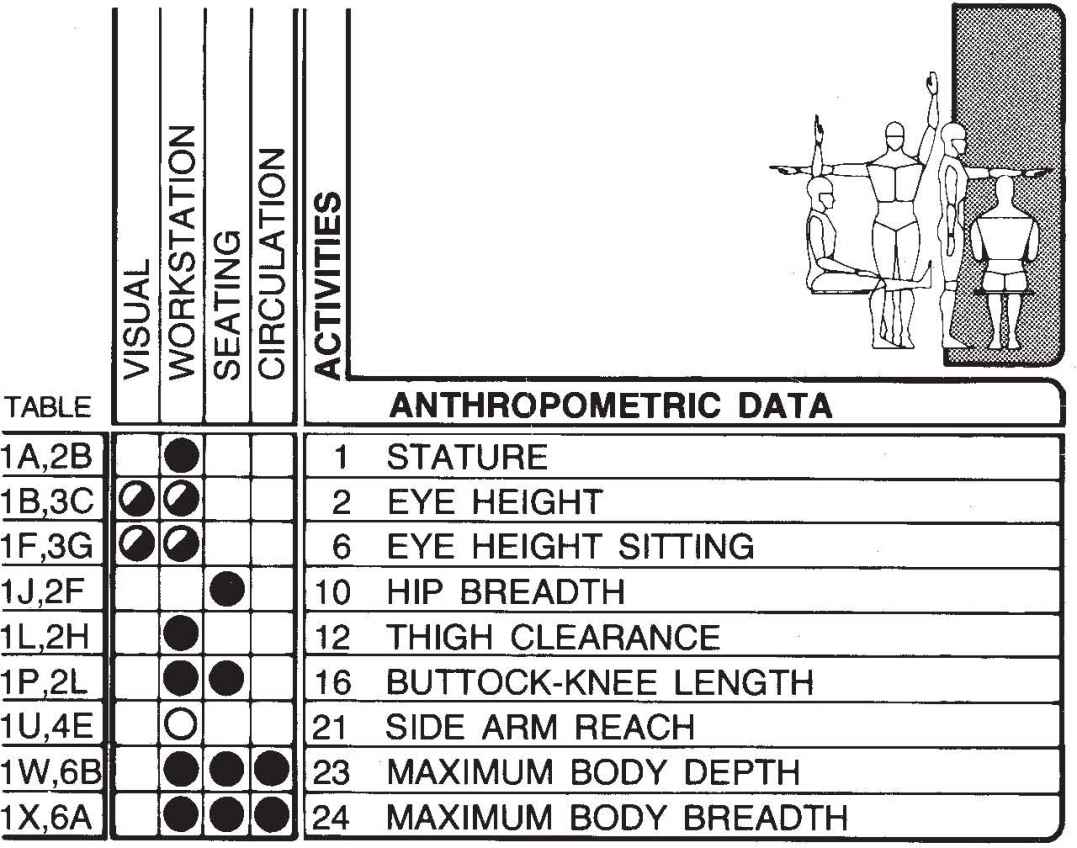 VISUAL
WORKSTATION
SEATING
CIRCULATION
ACTIVITIES
TABLE ANTHROPOMETRIC DATA
1A,2B 1 STATURE
1B,3C 2 EYE HEIGHT
1F,3G 6 EYE HEIGHT SITTING
1J,2F 10 HIP BREADTH
1L,2H 12 THIGH CLEARANCE
1P,2L 16 BUTTOCK-KNEE LENGTH
1U,4E 21 SIDE ARM REACH
1W,6B 23 MAXIMUM BODY DEPTH
1X,6A 24 MAXIMUM BODY BREADTH